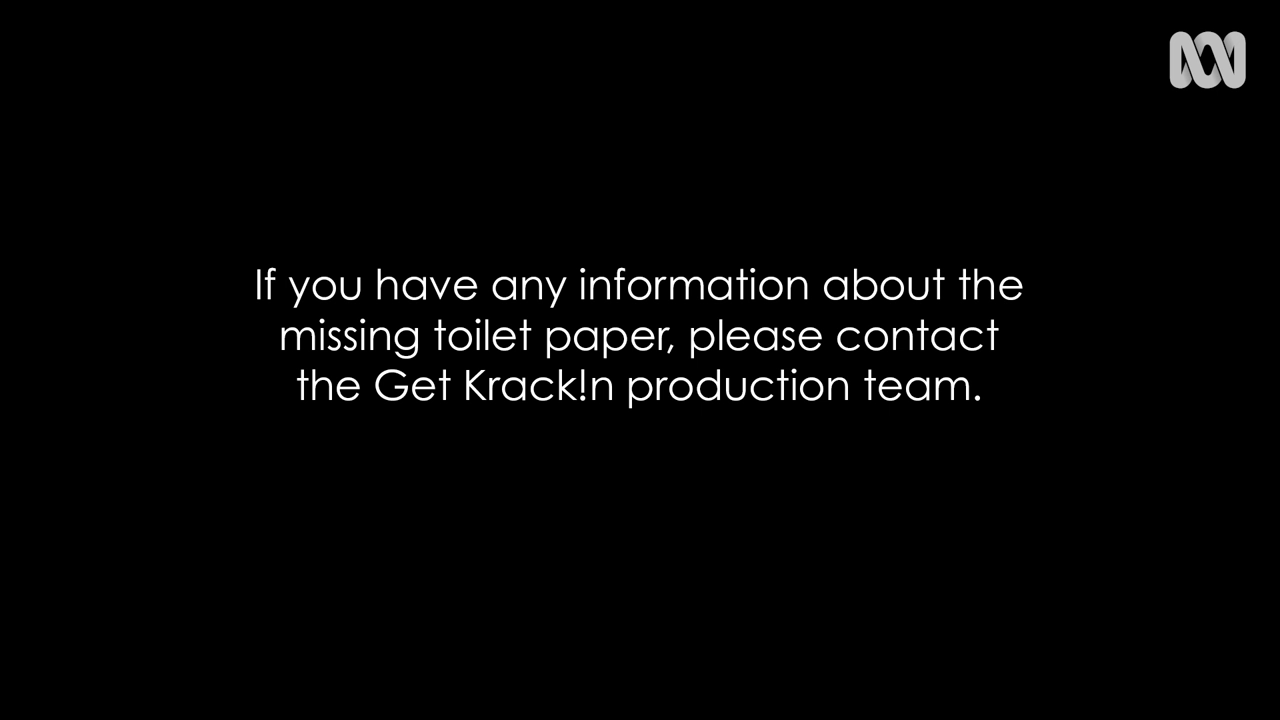 If you have any information about the
missing toilet paper, please contact
the Get Krack!n production team.